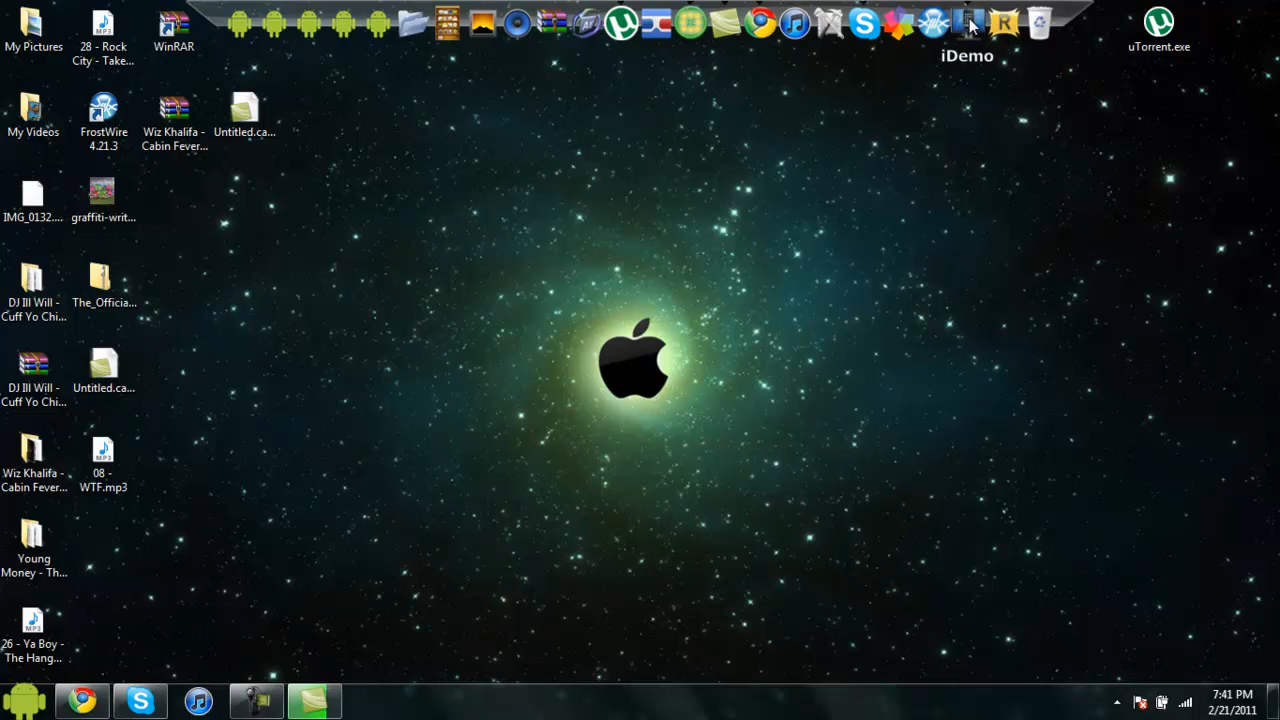 My Pictures
28 - Rock
City - Take...
WinRAR
iDemo
uTorrent.exe
My Videos
FrostWire
4.21.3
Wiz Khalifa -
Cabin Fever...
Untitled.ca...
IMG_0132....
graffiti-writ...
DJ Ill Will -
Cuff Yo Chi...
The_Officia...
DJ Ill Will -
Cuff Yo Chi...
Untitled.ca...
Wiz Khalifa -
Cabin Fever...
08 -
WTF.mp3
Young
Money - Th...
26 - Ya Boy -
The Hang...
7:41 PM
2/21/2011